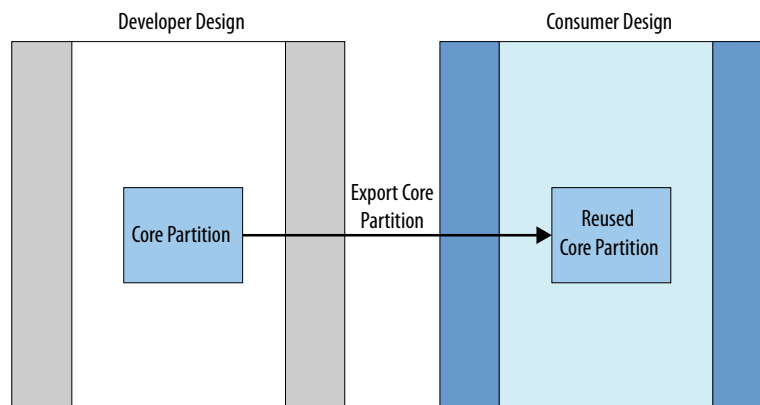 Developer Design
Consumer Design
Core Partition
Export Core
Partition
Reused
Core Partition